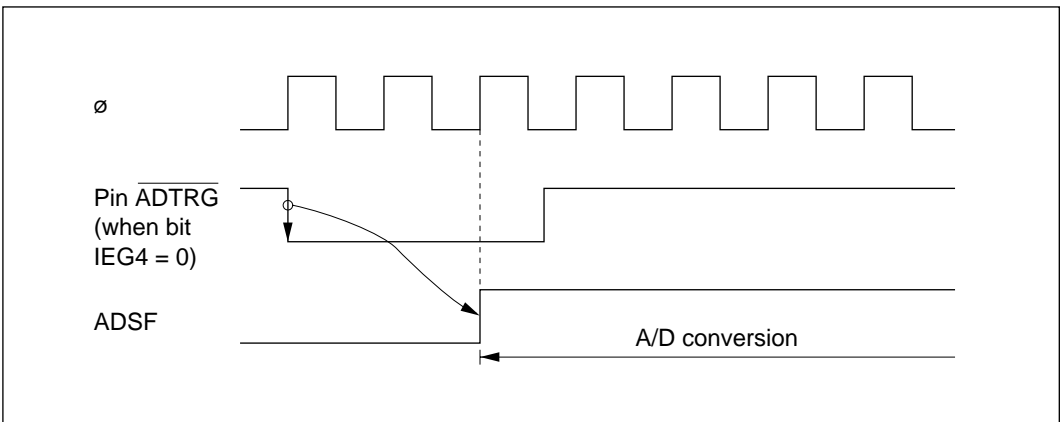 ø
Pin ADTRG
(when bit
IEG4 = 0)
ADSF
A/D conversion